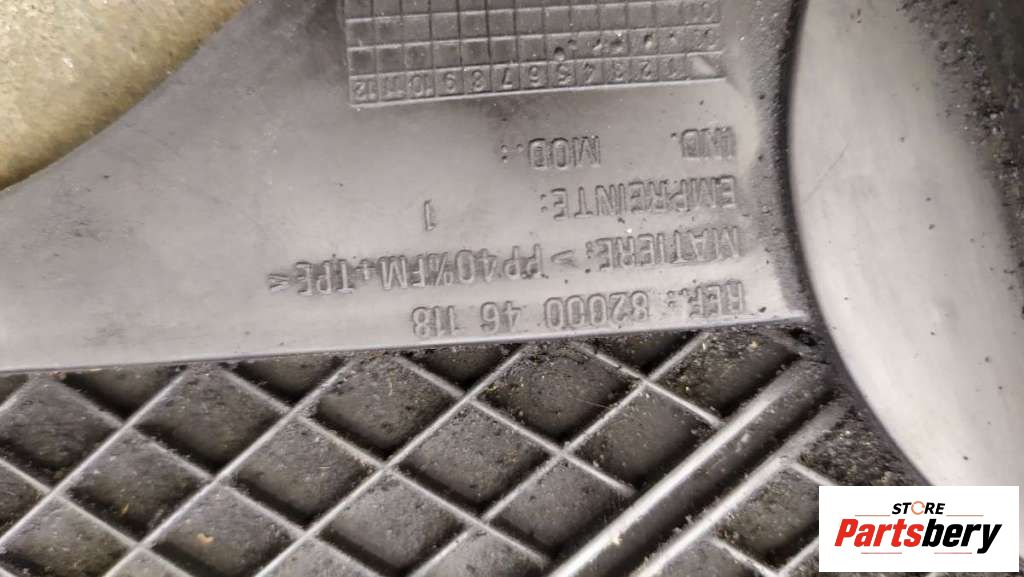 REF.: 82000 46 118
MATIERE: >PP40%FM+TPE<
EMPREINTE: 1
IND. MOD.:
1 2 3 4 5 6 7 8 9 10 11 12
STORE
Partsbery